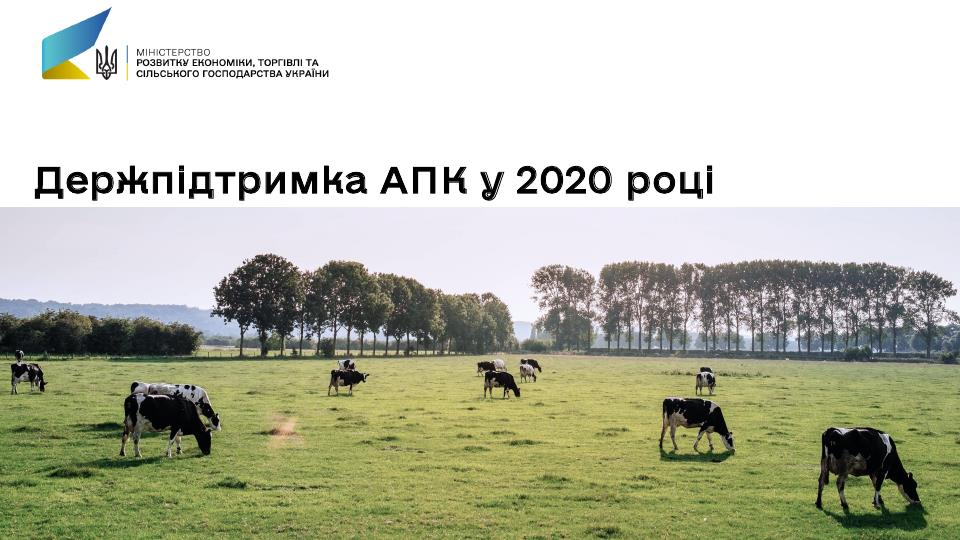 МІНІСТЕРСТВО
РОЗВИТКУ ЕКОНОМІКИ, ТОРГІВЛІ ТА
СІЛЬСЬКОГО ГОСПОДАРСТВА УКРАЇНИ
Держпідтримка АПК у 2020 році